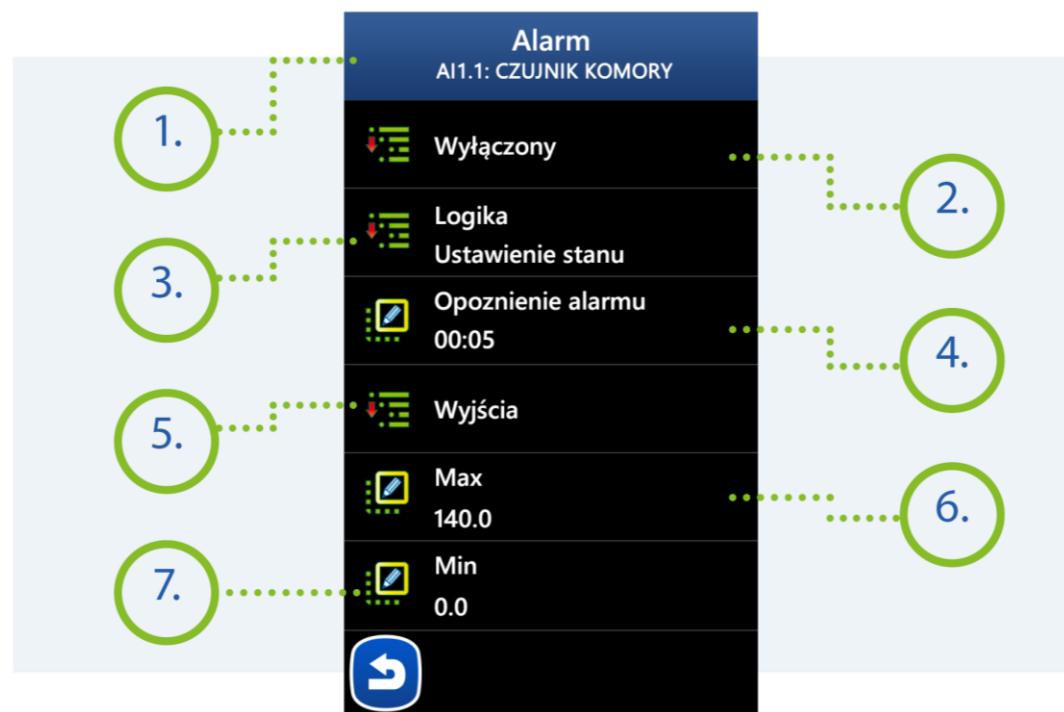 Alarm
AI1.1: CZUJNIK KOMORY
1.
Wyłączony
2.
Logika
Ustawienie stanu
3.
Opoznienie alarmu
00:05
4.
Wyjścia
5.
Max
140.0
6.
Min
0.0
7.